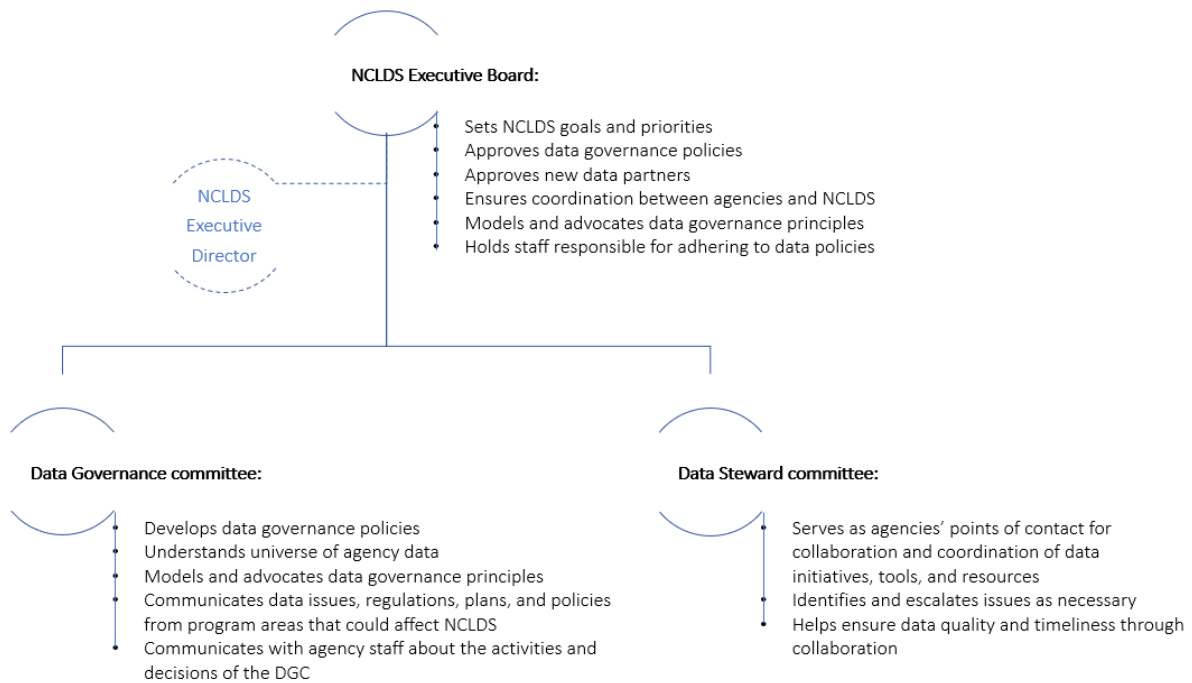 NCLDS Executive Board:
• Sets NCLDS goals and priorities
• Approves data governance policies
• Approves new data partners
• Ensures coordination between agencies and NCLDS
• Models and advocates data governance principles
• Holds staff responsible for adhering to data policies
NCLDS
Executive
Director
Data Governance committee:
• Develops data governance policies
• Understands universe of agency data
• Models and advocates data governance principles
• Communicates data issues, regulations, plans, and policies
from program areas that could affect NCLDS
• Communicates with agency staff about the activities and
decisions of the DGC
Data Steward committee:
• Serves as agencies’ points of contact for
collaboration and coordination of data
initiatives, tools, and resources
• Identifies and escalates issues as necessary
• Helps ensure data quality and timeliness through
collaboration